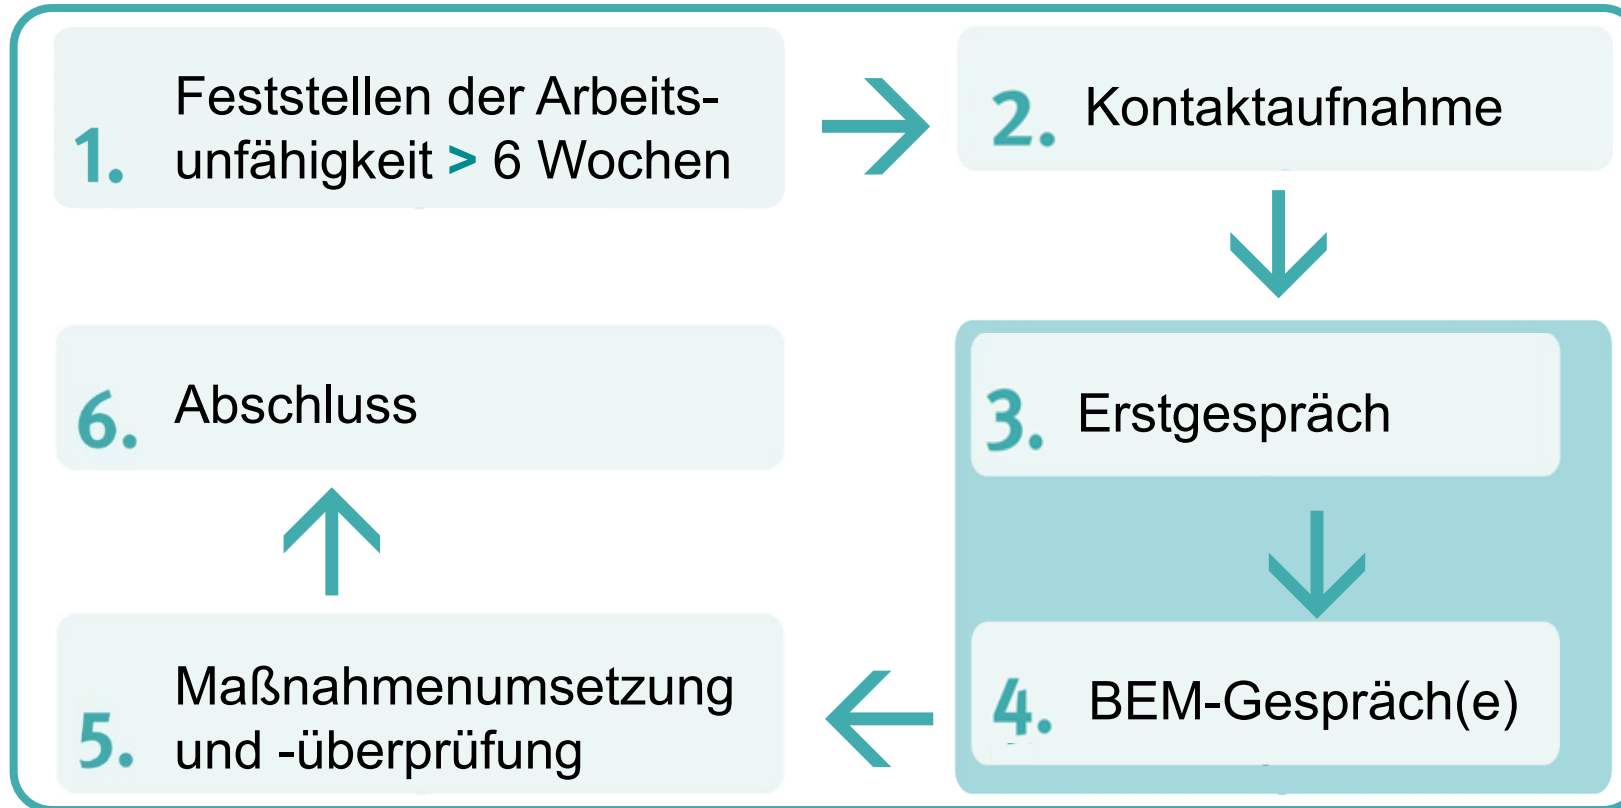 1. Feststellen der Arbeits-
unfähigkeit > 6 Wochen
2. Kontaktaufnahme
3. Erstgespräch
4. BEM-Gespräch(e)
5. Maßnahmenumsetzung
und -überprüfung
6. Abschluss